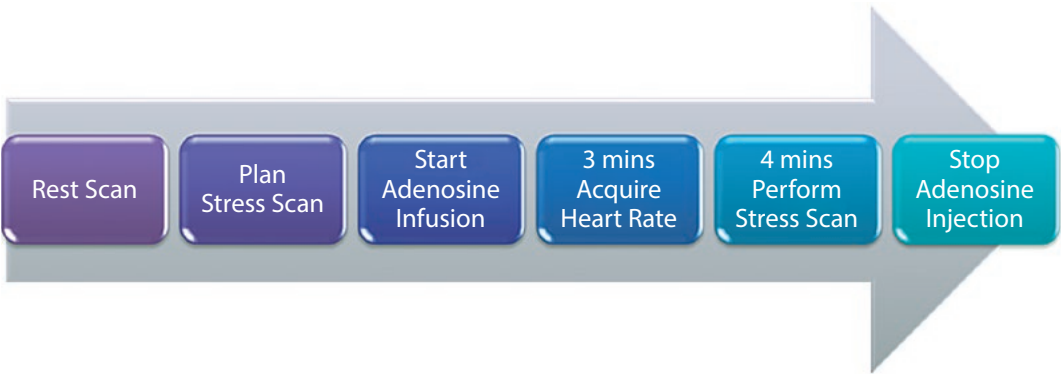 Rest Scan
Plan
Stress Scan
Start
Adenosine
Infusion
3 mins
Acquire
Heart Rate
4 mins
Perform
Stress Scan
Stop
Adenosine
Injection